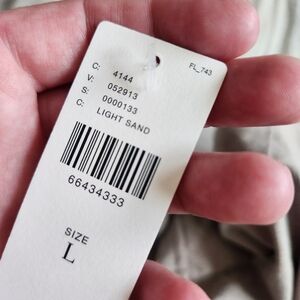 FL_743
C: 4144
V: 052913
S: 0000133
C: LIGHT SAND
66434333
SIZE
L